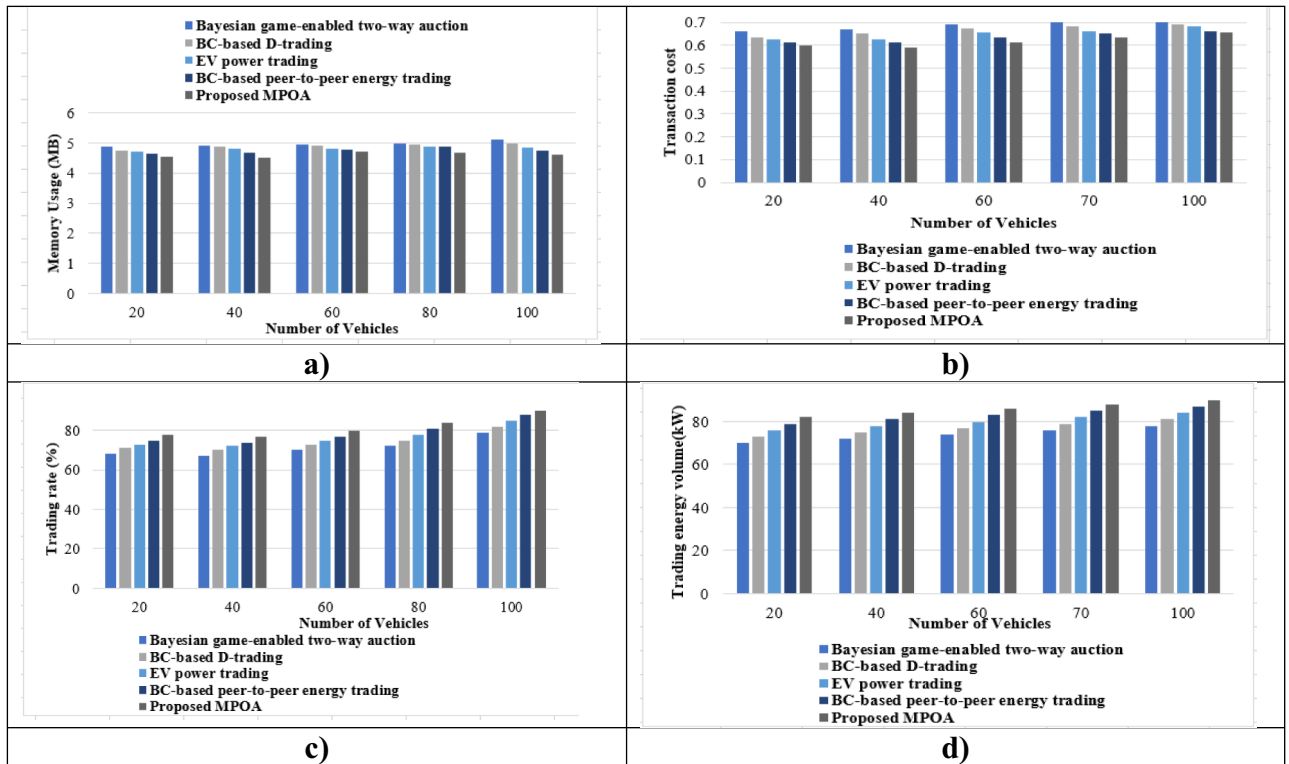 Bayesian game-enabled two-way auction
BC-based D-trading
EV power trading
BC-based peer-to-peer energy trading
Proposed MPOA
Memory Usage (MB)
6
5
4
3
2
1
0
20 40 60 80 100
Number of Vehicles
a)
Transaction cost
0.7
0.6
0.5
0.4
0.3
0.2
0.1
0
20 40 60 70 100
Number of Vehicles
Bayesian game-enabled two-way auction
BC-based D-trading
EV power trading
BC-based peer-to-peer energy trading
Proposed MPOA
b)
Trading rate (%)
80
60
40
20
0
20 40 60 80 100
Number of Vehicles
Bayesian game-enabled two-way auction
BC-based D-trading
EV power trading
BC-based peer-to-peer energy trading
Proposed MPOA
c)
Trading energy volume(kW)
80
60
40
20
0
20 40 60 70 100
Number of Vehicles
Bayesian game-enabled two-way auction
BC-based D-trading
EV power trading
BC-based peer-to-peer energy trading
Proposed MPOA
d)